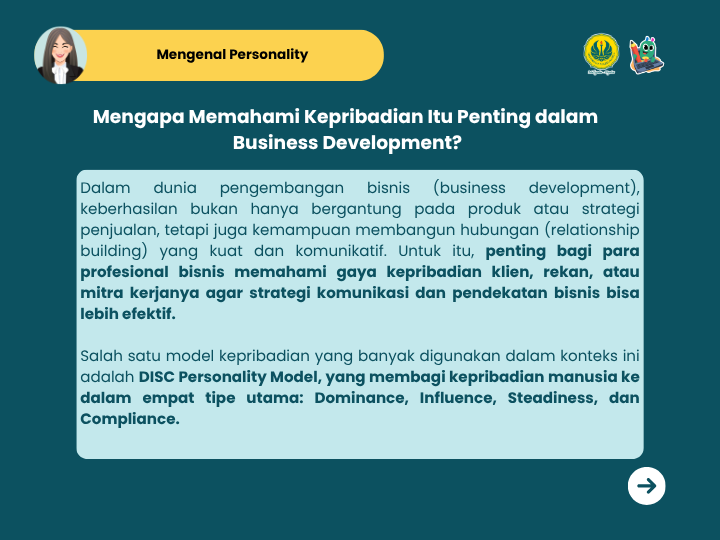 Mengenal Personality
Mengapa Memahami Kepribadian Itu Penting dalam
Business Development?
Dalam dunia pengembangan bisnis (business development),
keberhasilan bukan hanya bergantung pada produk atau strategi
penjualan, tetapi juga kemampuan membangun hubungan (relationship
building) yang kuat dan komunikatif. Untuk itu, penting bagi para
profesional bisnis memahami gaya kepribadian klien, rekan, atau
mitra kerjanya agar strategi komunikasi dan pendekatan bisnis bisa
lebih efektif.
Salah satu model kepribadian yang banyak digunakan dalam konteks ini
adalah DISC Personality Model, yang membagi kepribadian manusia ke
dalam empat tipe utama: Dominance, Influence, Steadiness, dan
Compliance.